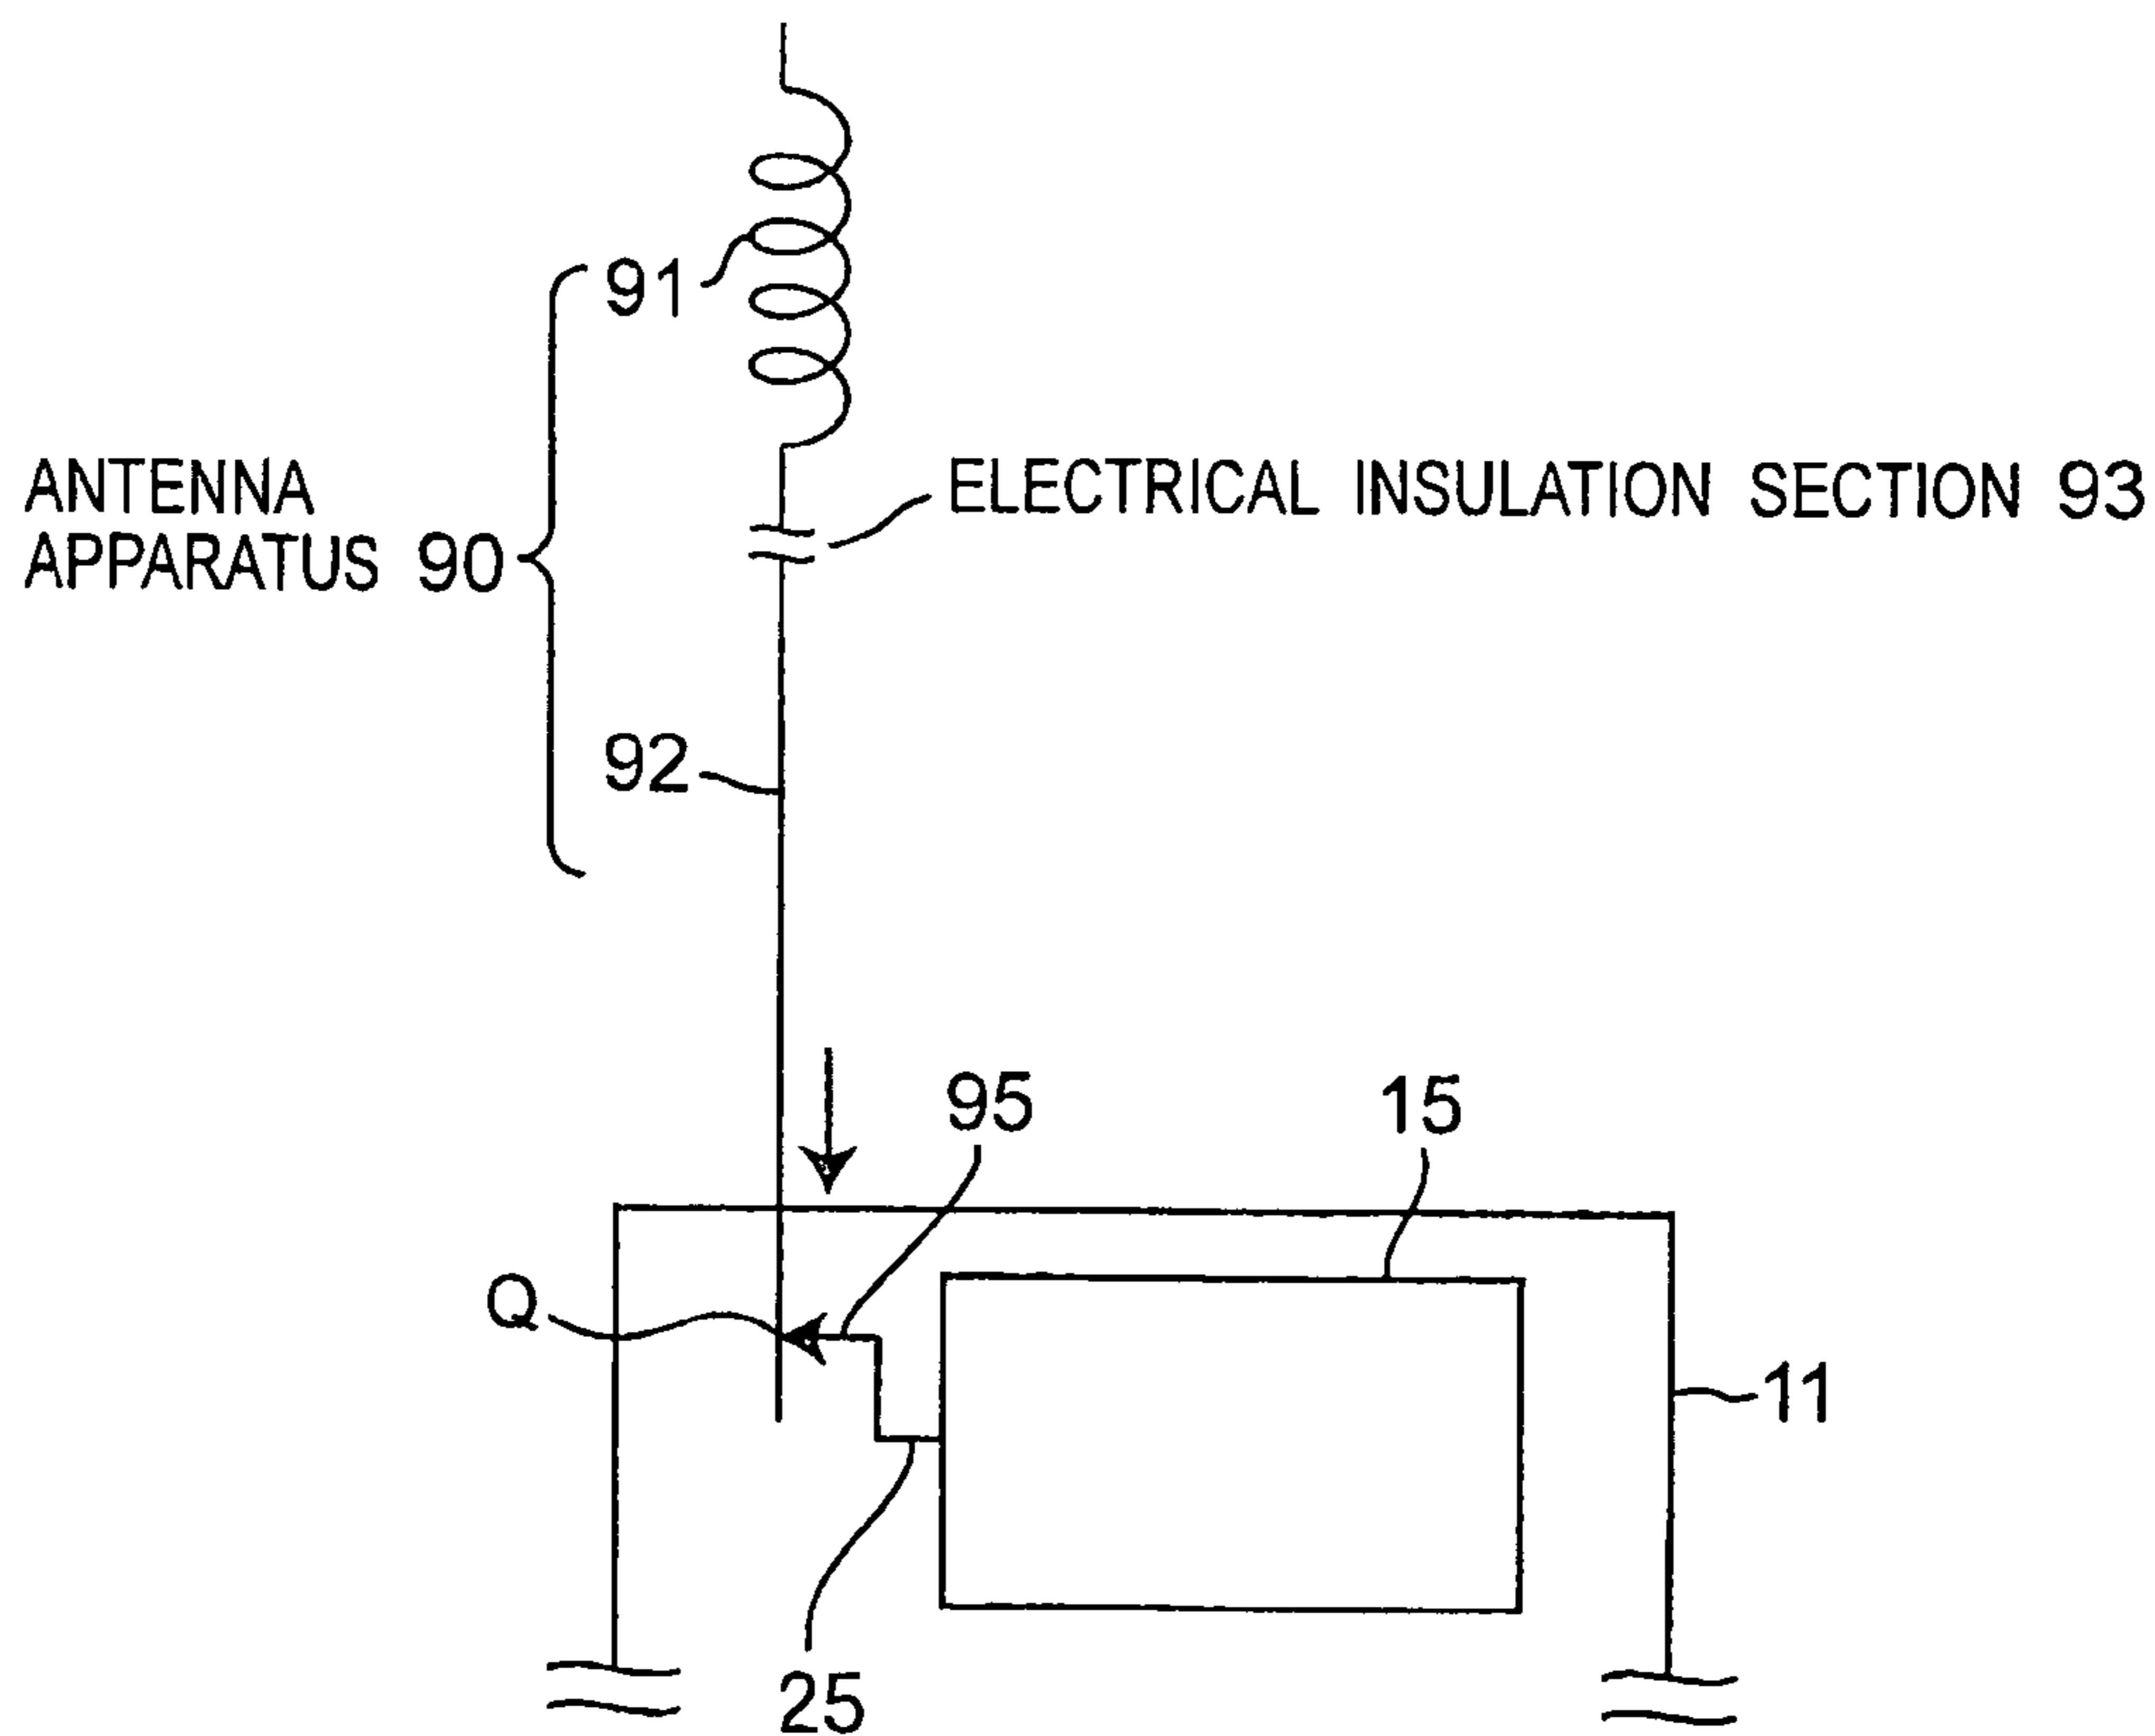 91
ANTENNA
APPARATUS 90
ELECTRICAL INSULATION SECTION 93
92
95
15
Q
11
25